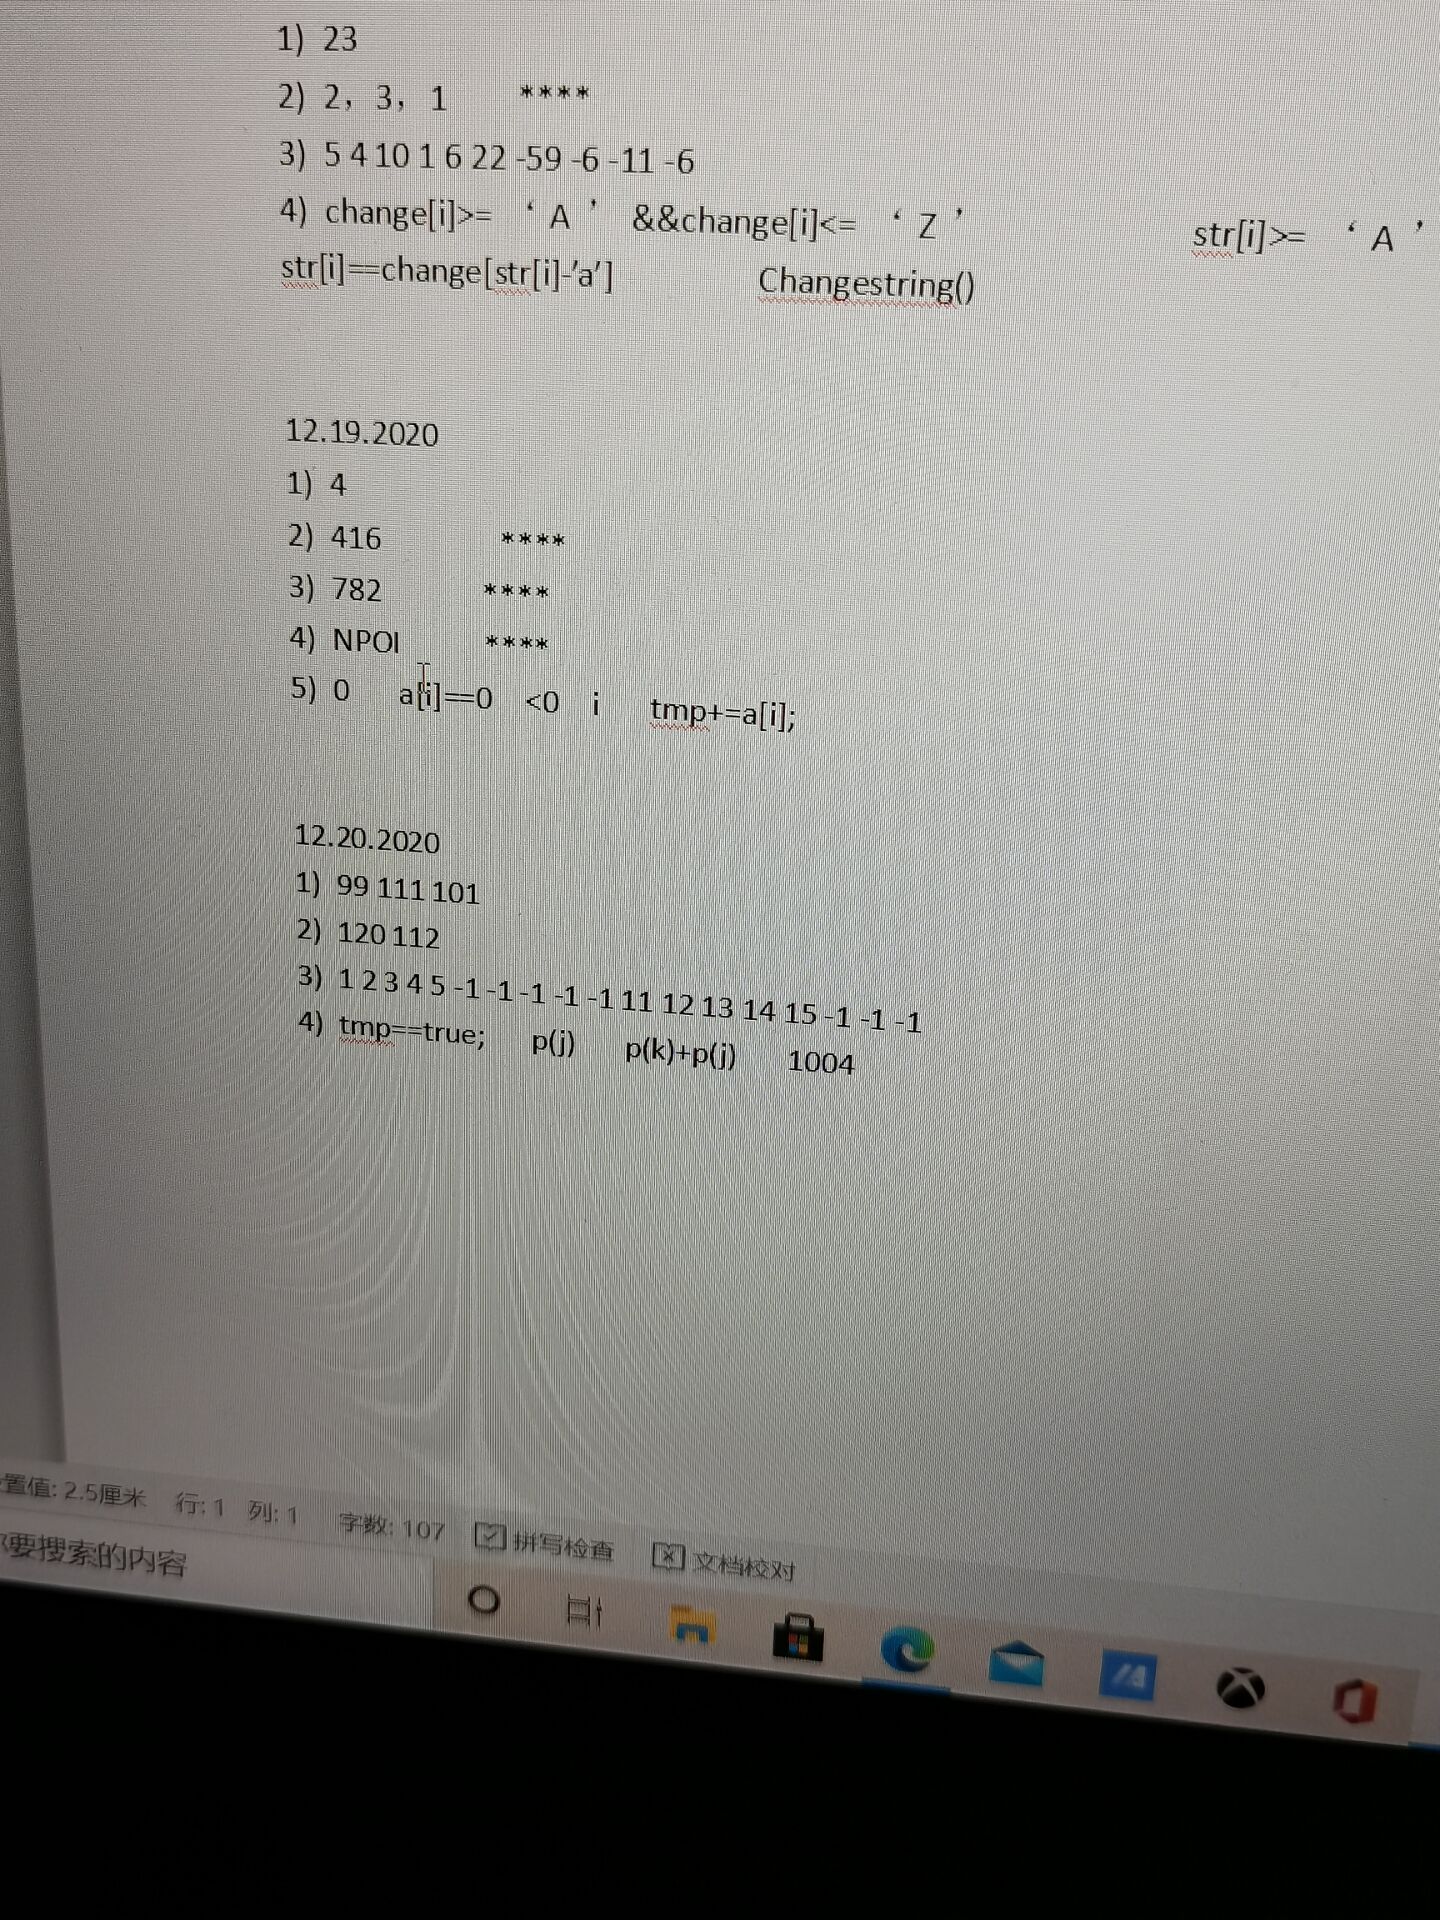 1) 23
2) 2，3，1 ****
3) 5 4 10 1 6 22 -59 -6 -11 -6
4) change[i]>= ‘ A ’ &&change[i]<= ‘ Z ’ str[i]>= ‘ A ’
str[i]==change[str[i]-'a'] Changestring()
12.19.2020
1) 4
2) 416 ****
3) 782 ****
4) NPOI ****
5) 0 a[i]==0 <0 i tmp+=a[i];
12.20.2020
1) 99 111 101
2) 120 112
3) 1 2 3 4 5 -1 -1 -1 -1 -1 11 12 13 14 15 -1 -1 -1
4) tmp==true; p(j) p(k)+p(j) 1004
置值: 2.5厘米 行: 1 列: 1 字数: 107 拼写检查 文档校对
要搜索的内容